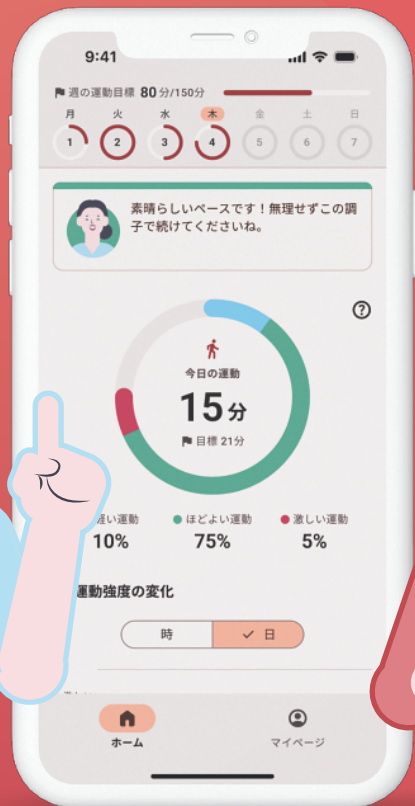 9:41
週の運動目標 80分/150分
月 火 水 木 金 土 日
1 2 3 4 5 6 7
素晴らしいペースです！無理せずこの調
子で続けてくださいね。
今日の運動
15分
目標 21分
軽い運動 ほどよい運動 激しい運動
10% 75% 5%
運動強度の変化
時 日
ホーム マイページ